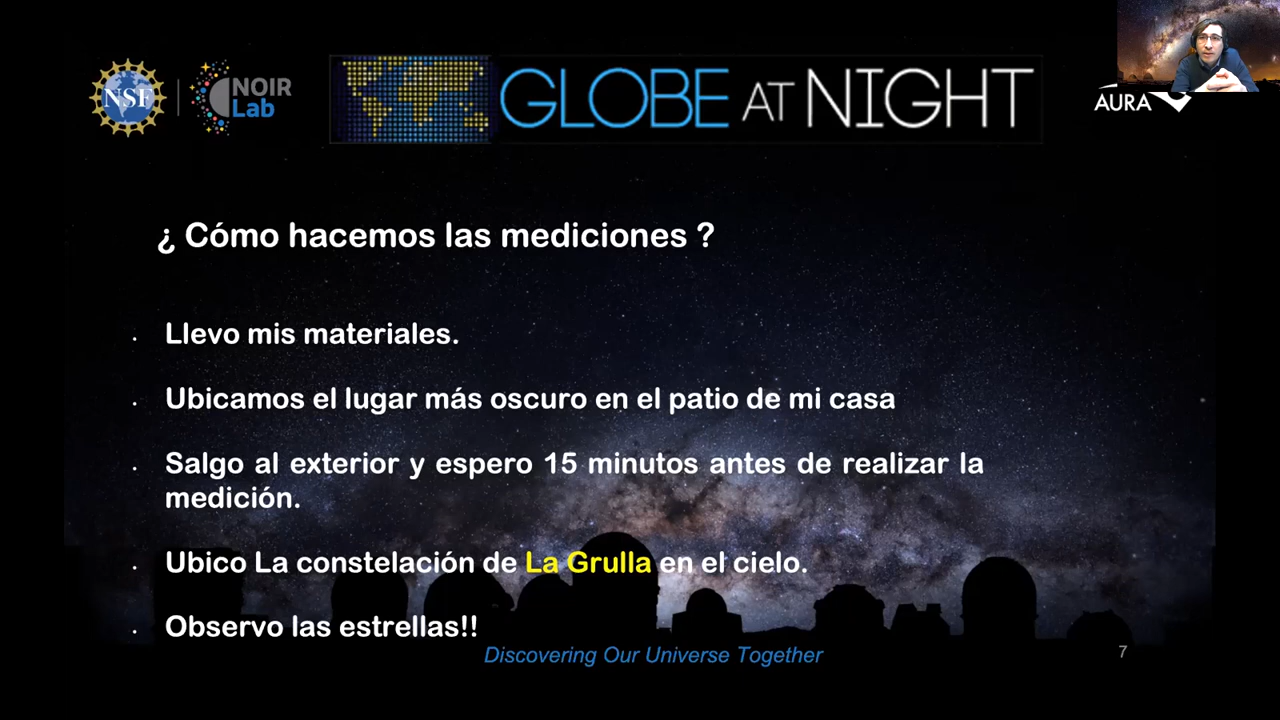 NSF
NOIR
Lab
GLOBE AT NIGHT
AURA
¿ Cómo hacemos las mediciones ?
• Llevo mis materiales.
• Ubicamos el lugar más oscuro en el patio de mi casa
• Salgo al exterior y espero 15 minutos antes de realizar la
medición.
• Ubico La constelación de La Grulla en el cielo.
• Observo las estrellas!!
Discovering Our Universe Together
7